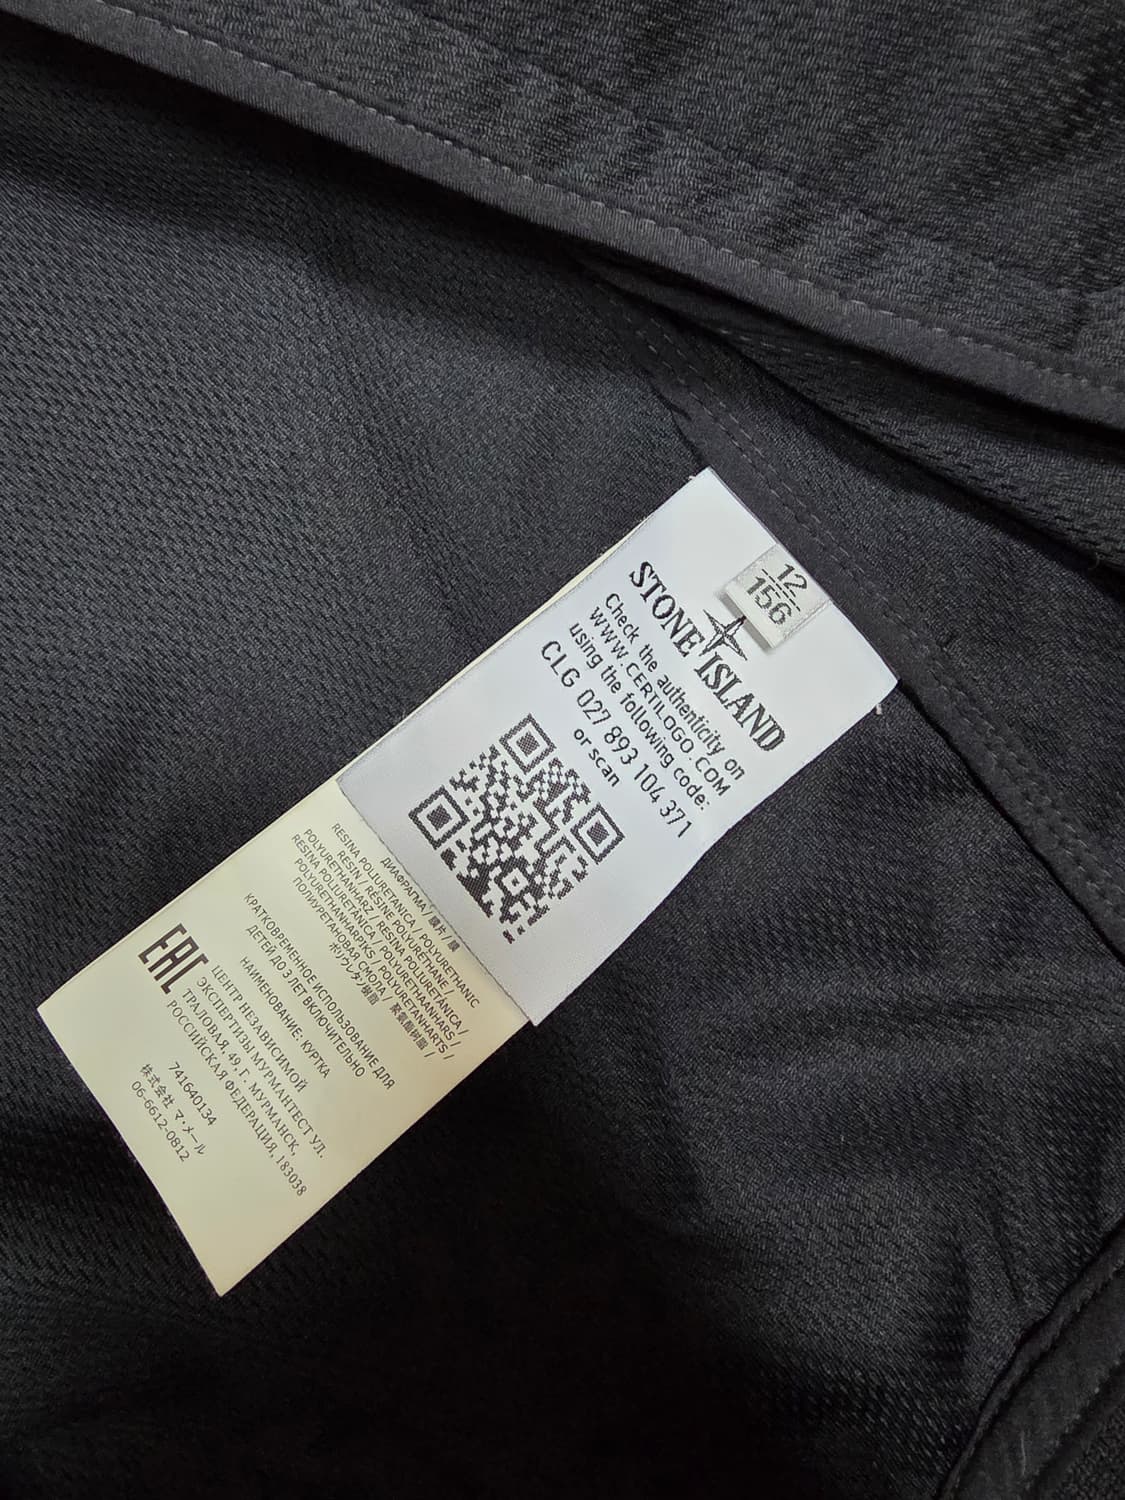 12
156
STONE ISLAND
Check the authenticity on
WWW.CERTILOGO.COM
using the following code:
CLG 027 893 104 371
or scan
ДИАФРАГМА / 膜片 / 膜
RESINA POLIURETANICA / POLYURETHANIC
RESIN / RÉSINE POLYURÉTHANE /
POLYURETHANHARZ / RESINA POLIURETÁNICA /
RESINA POLIURETÂNICA / POLYURETHAANHARS /
POLYURETHANHARPIKS / POLYURETANHARTS /
ПОЛИУРЕТАНОВАЯ СМОЛА / 聚氨酯树脂 /
ポリウレタン樹脂
КРАТКОВРЕМЕННОЕ ИСПОЛЬЗОВАНИЕ ДЛЯ
ДЕТЕЙ ДО 3 ЛЕТ ВКЛЮЧИТЕЛЬНО
НАИМЕНОВАНИЕ: КУРТКА
EAC
ЦЕНТР НЕЗАВИСИМОЙ
ЭКСПЕРТИЗЫ МУРМАНТЕСТ УЛ.
ТРАЛОВАЯ, 49, Г. МУРМАНСК,
РОССИЙСКАЯ ФЕДЕРАЦИЯ, 183038
741640134
株式会社 マ・メール
06-6612-0812